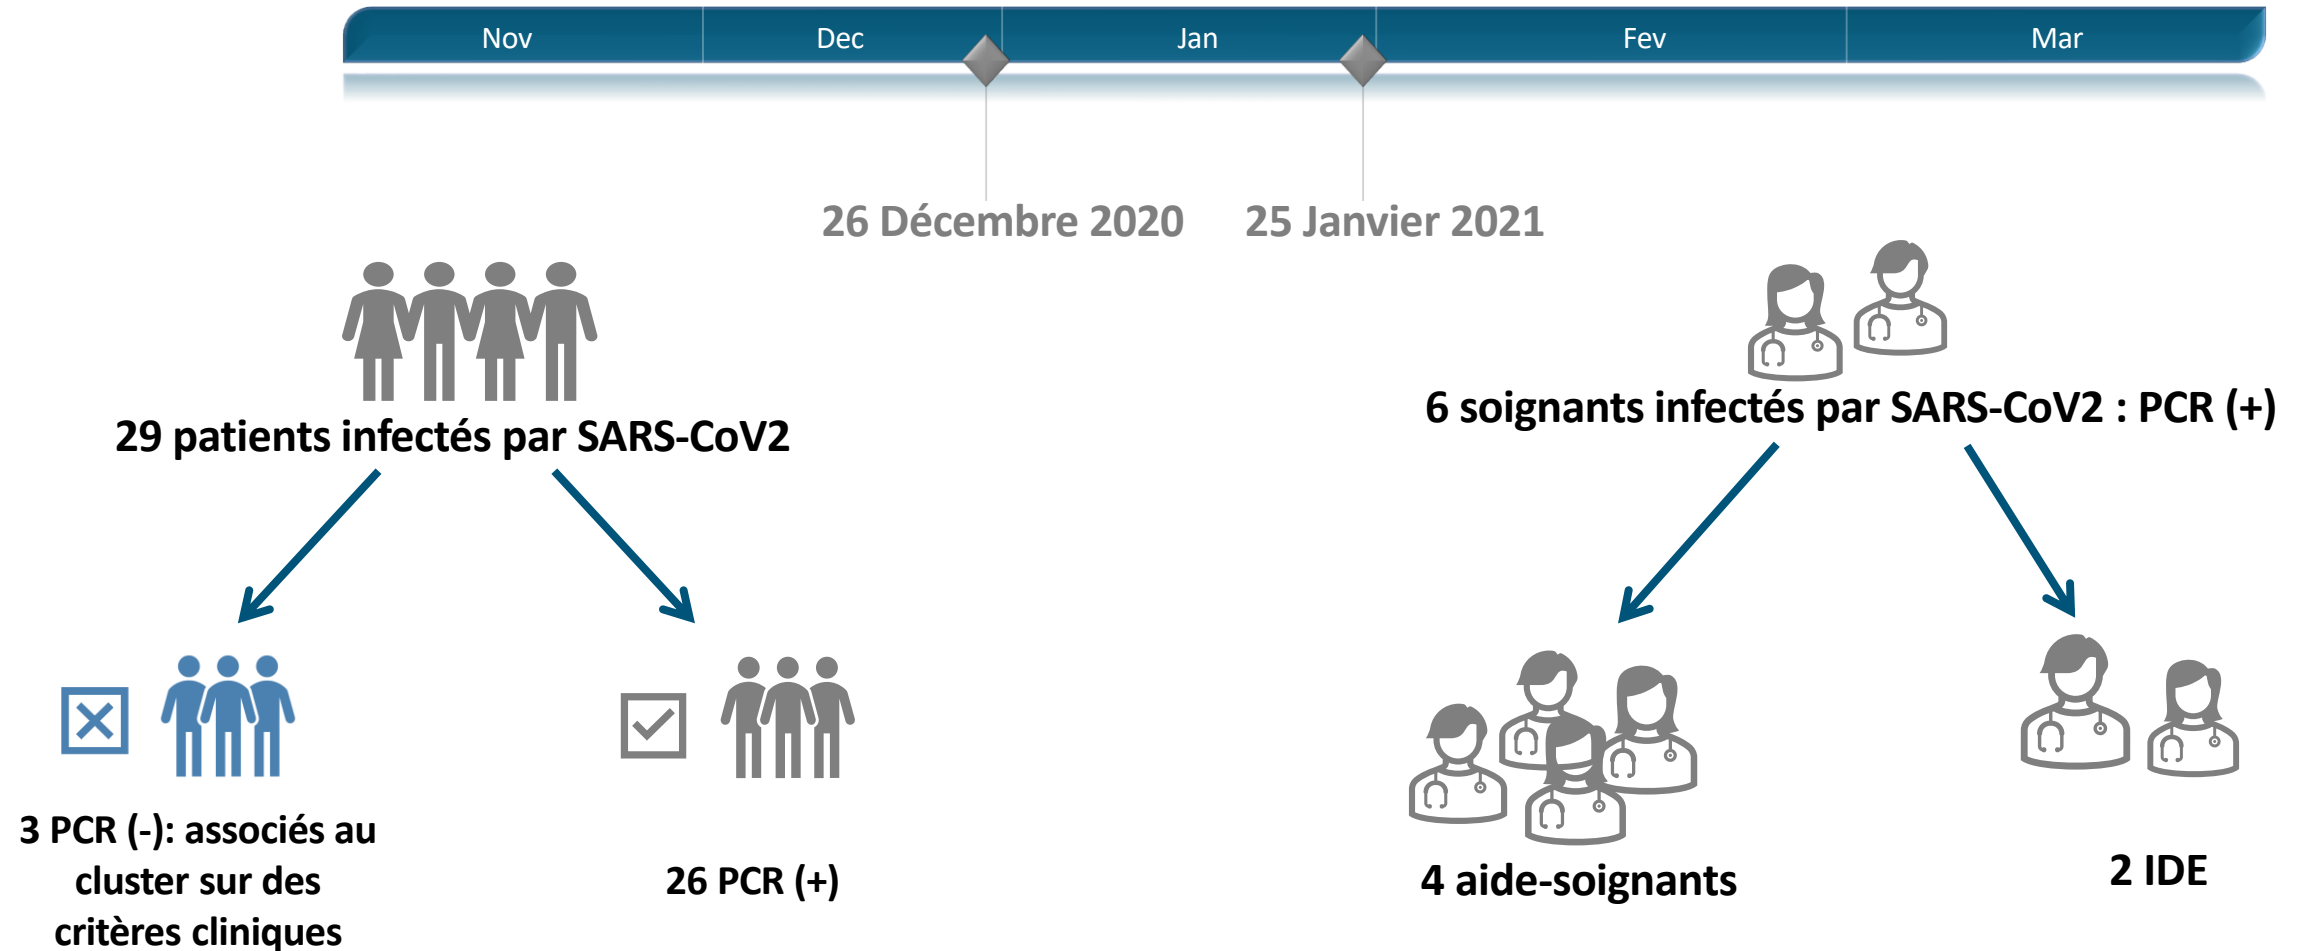 Nov
Dec
Jan
Fev
Mar
26 Décembre 2020
25 Janvier 2021
29 patients infectés par SARS-CoV2
6 soignants infectés par SARS-CoV2 : PCR (+)
3 PCR (-): associés au
cluster sur des
critères cliniques
26 PCR (+)
4 aide-soignants
2 IDE